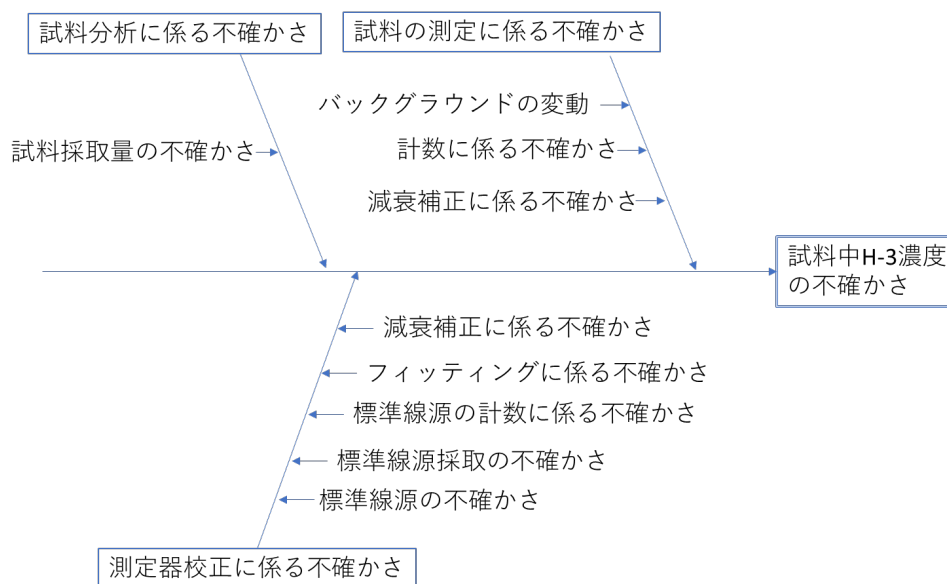 試料分析に係る不確かさ
試料の測定に係る不確かさ
バックグラウンドの変動
試料採取量の不確かさ
計数に係る不確かさ
減衰補正に係る不確かさ
試料中H-3濃度
の不確かさ
減衰補正に係る不確かさ
フィッティングに係る不確かさ
標準線源の計数に係る不確かさ
標準線源採取の不確かさ
標準線源の不確かさ
測定器校正に係る不確かさ